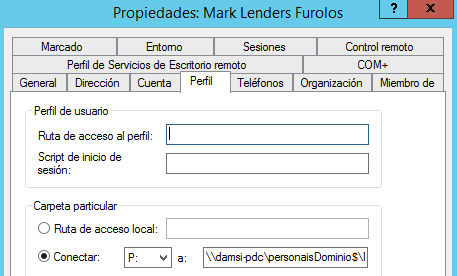 Propiedades: Mark Lenders Furolos
?
x
Marcado
Entorno
Sesiones
Control remoto
Perfil de Servicios de Escritorio remoto
COM+
General
Dirección
Cuenta
Perfil
Teléfonos
Organización
Miembro de
Perfil de usuario
Ruta de acceso al perfil:
Script de inicio de
sesión:
Carpeta particular
Ruta de acceso local:
Conectar:
P:
a:
\\damsi-pdc\personaisDominio$\